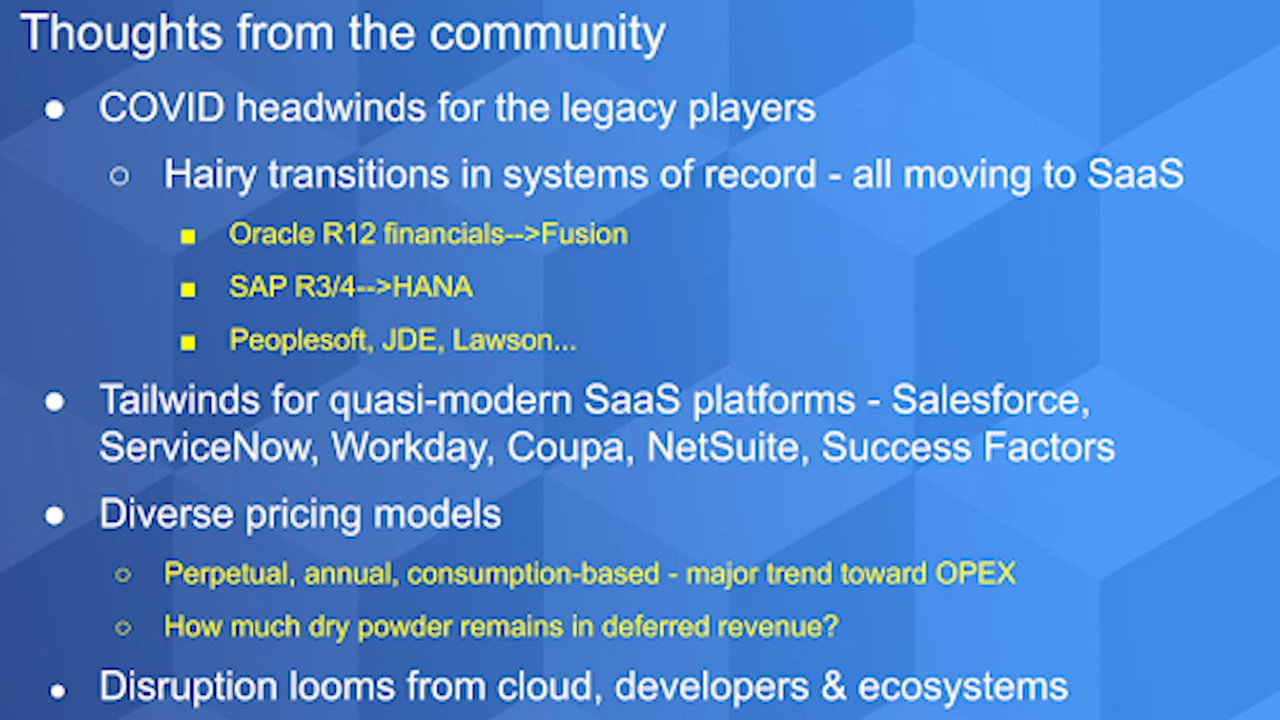 Thoughts from the community
● COVID headwinds for the legacy players
○ Hairy transitions in systems of record - all moving to SaaS
■ Oracle R12 financials-->Fusion
■ SAP R3/4-->HANA
■ Peoplesoft, JDE, Lawson...
● Tailwinds for quasi-modern SaaS platforms - Salesforce,
ServiceNow, Workday, Coupa, NetSuite, Success Factors
● Diverse pricing models
○ Perpetual, annual, consumption-based - major trend toward OPEX
○ How much dry powder remains in deferred revenue?
● Disruption looms from cloud, developers & ecosystems